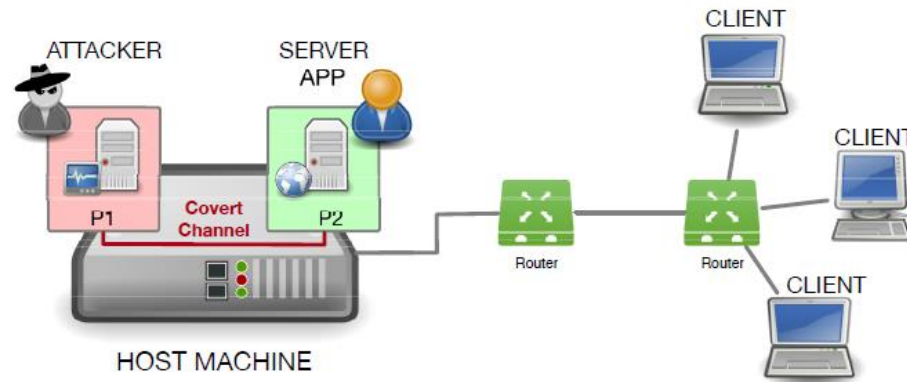 ATTACKER
SERVER
APP
P1
P2
Covert
Channel
HOST MACHINE
Router
Router
CLIENT
CLIENT
CLIENT